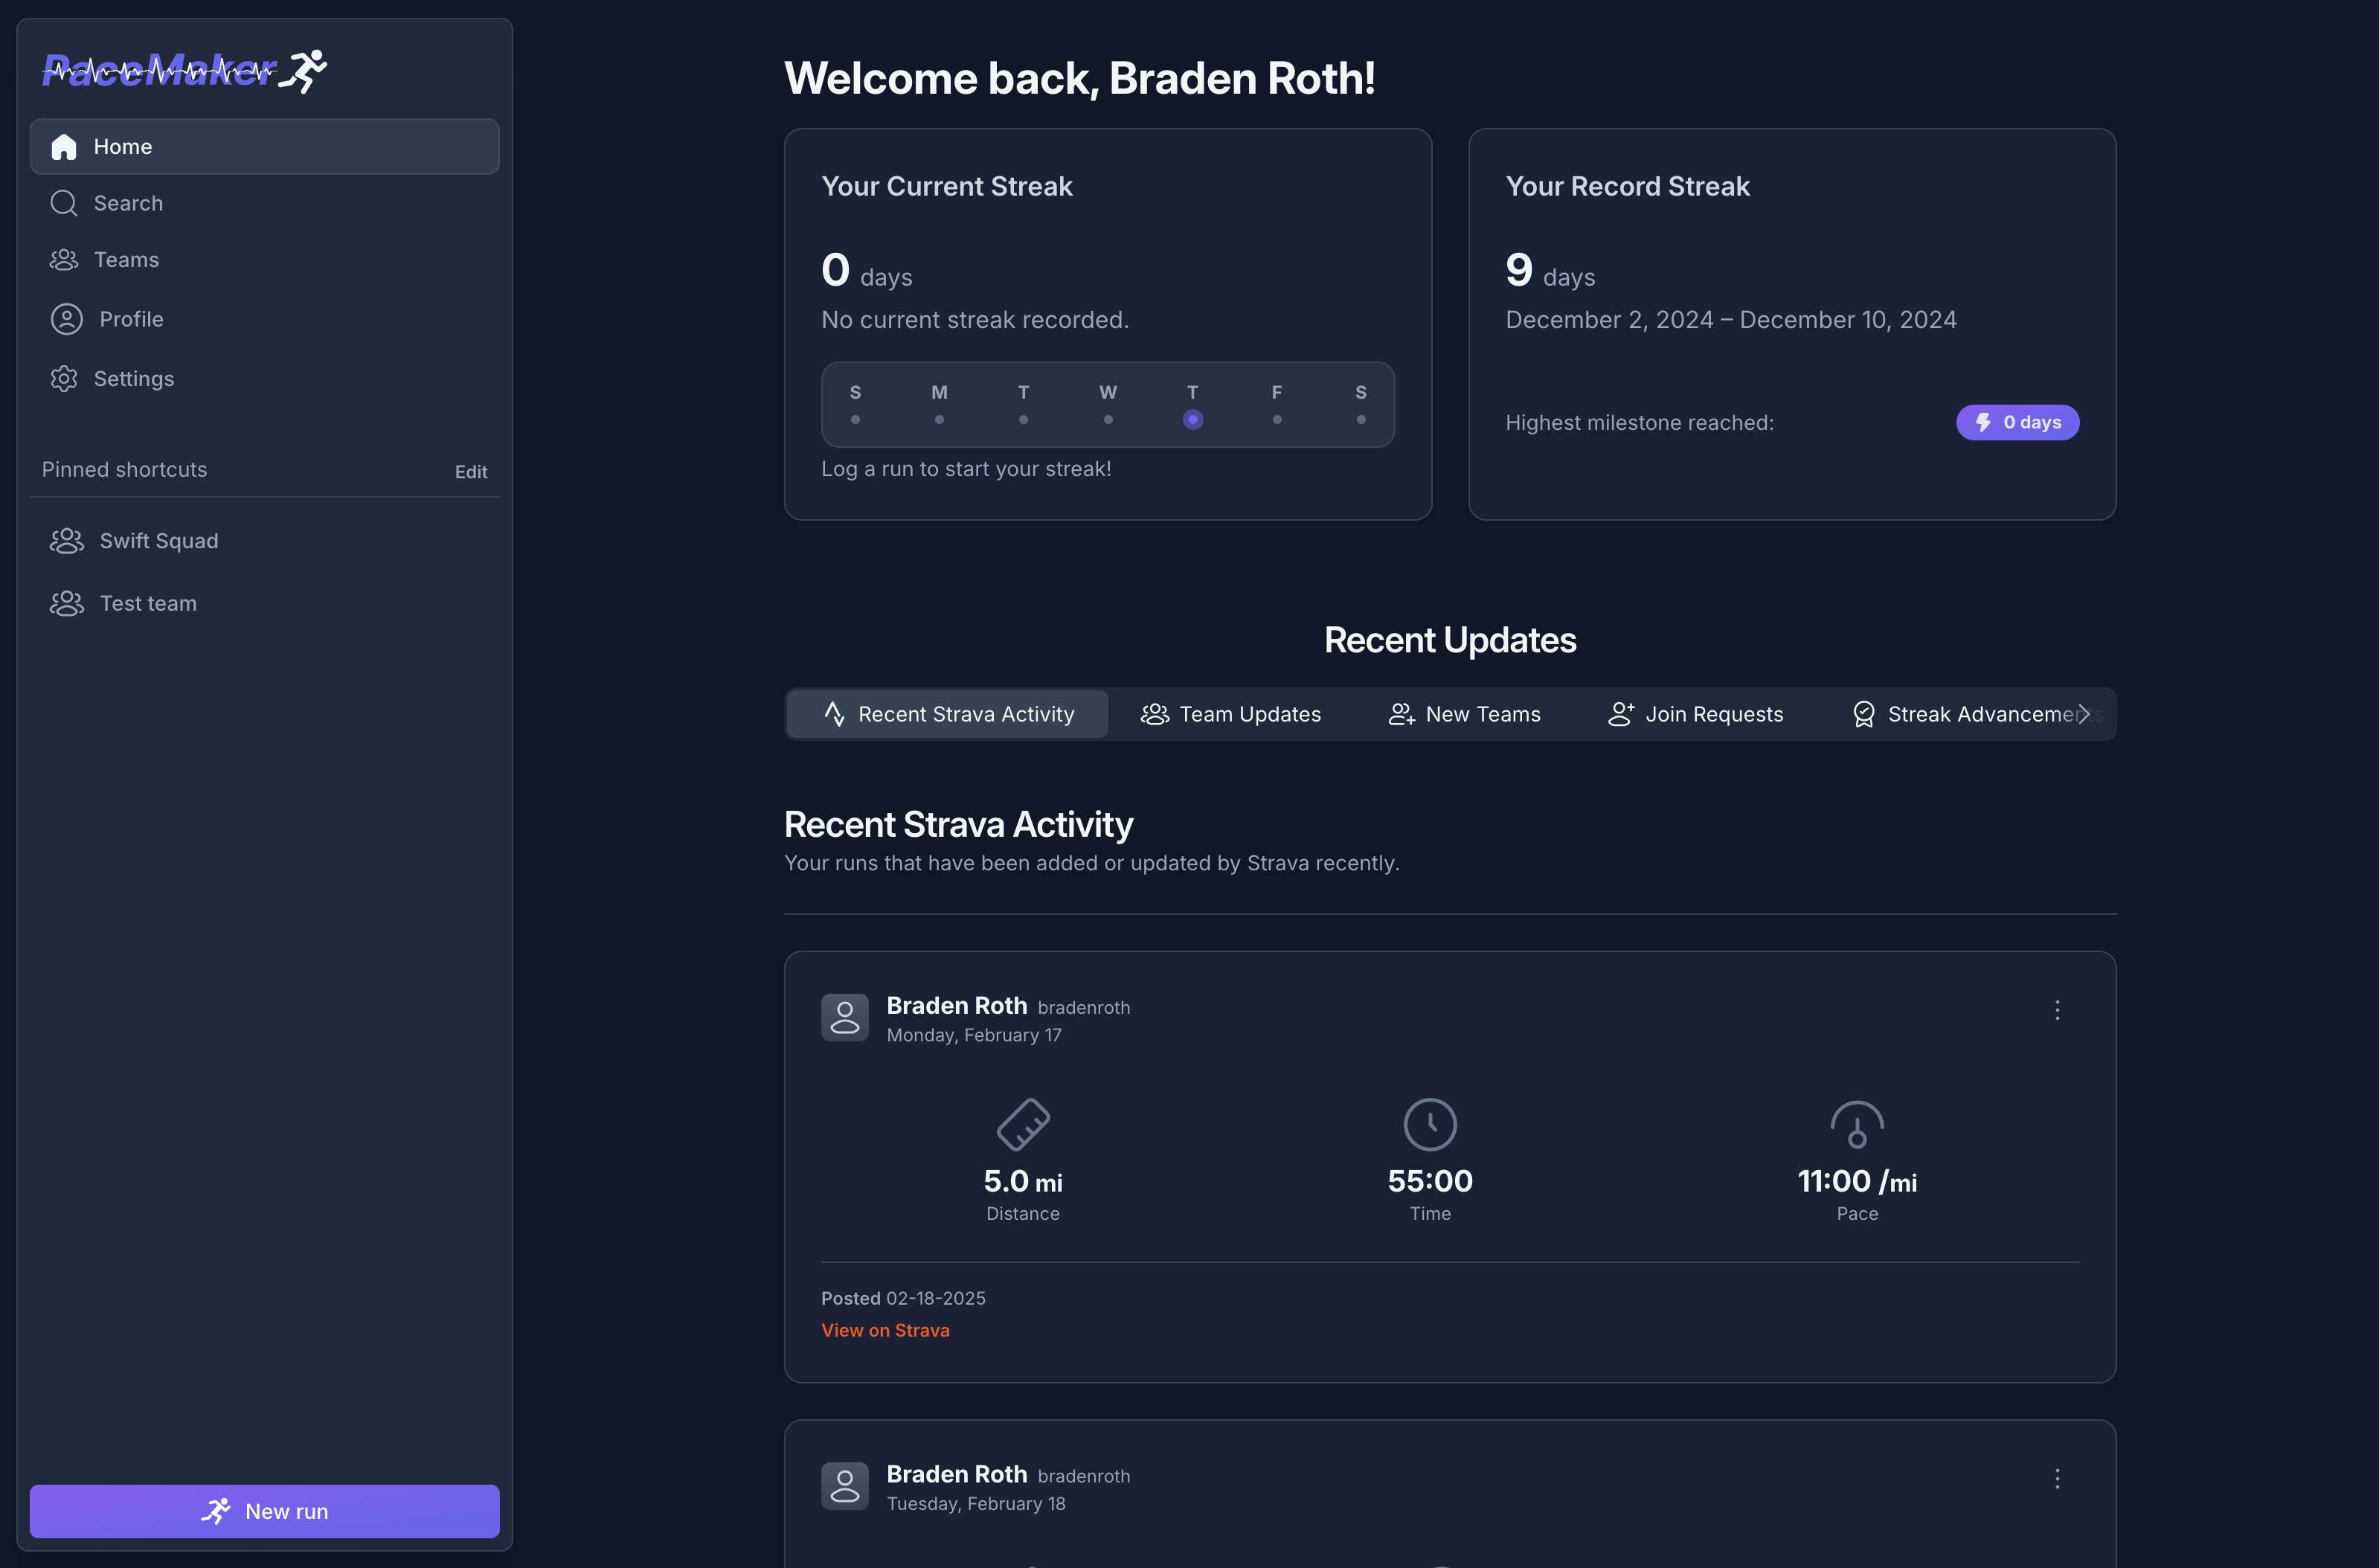 PaceMaker
Home
Search
Teams
Profile
Settings
Pinned shortcuts Edit
Swift Squad
Test team
New run
Welcome back, Braden Roth!
Your Current Streak
0 days
No current streak recorded.
S M T W T F S
Log a run to start your streak!
Your Record Streak
9 days
December 2, 2024 – December 10, 2024
Highest milestone reached: 0 days
Recent Updates
Recent Strava Activity Team Updates New Teams Join Requests Streak Advancements
Recent Strava Activity
Your runs that have been added or updated by Strava recently.
Braden Roth bradenroth
Monday, February 17
5.0 mi 55:00 11:00 /mi
Distance Time Pace
Posted 02-18-2025
View on Strava
Braden Roth bradenroth
Tuesday, February 18